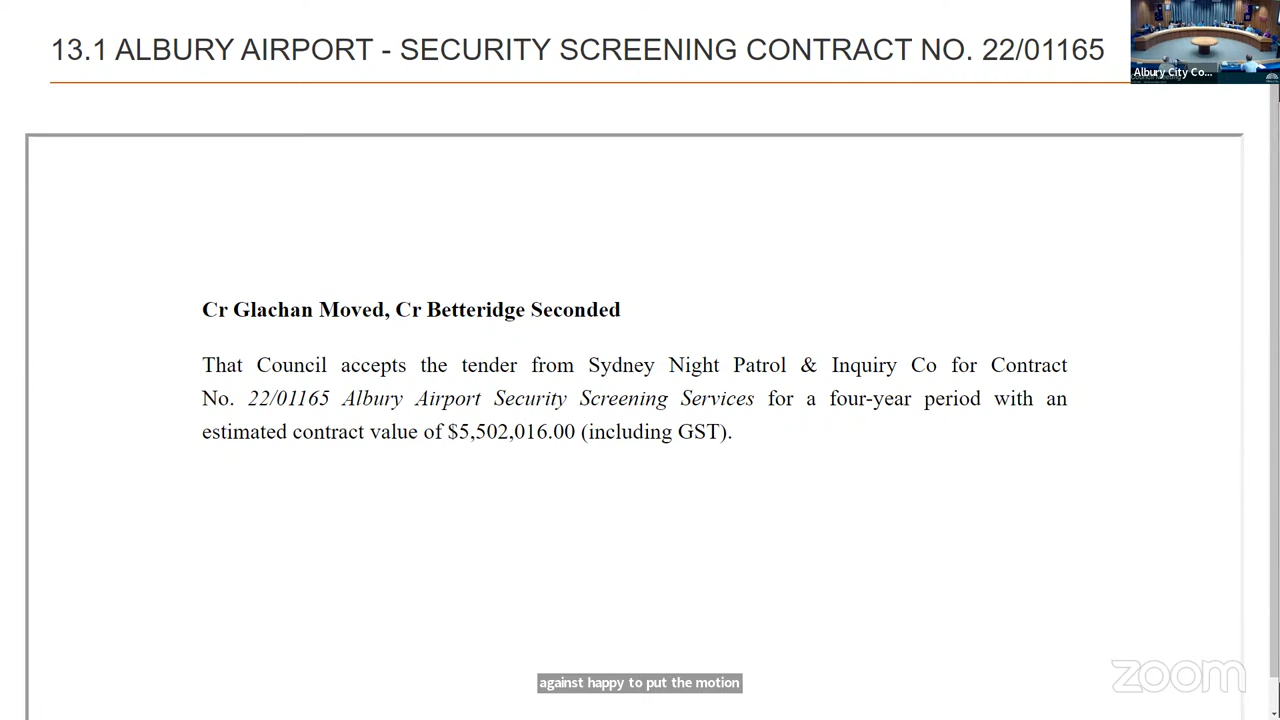 13.1 ALBURY AIRPORT - SECURITY SCREENING CONTRACT NO. 22/01165
Albury City Co...
Cr Glachan Moved, Cr Betteridge Seconded
That Council accepts the tender from Sydney Night Patrol & Inquiry Co for Contract
No. 22/01165 Albury Airport Security Screening Services for a four-year period with an
estimated contract value of $5,502,016.00 (including GST).
against happy to put the motion
zoom